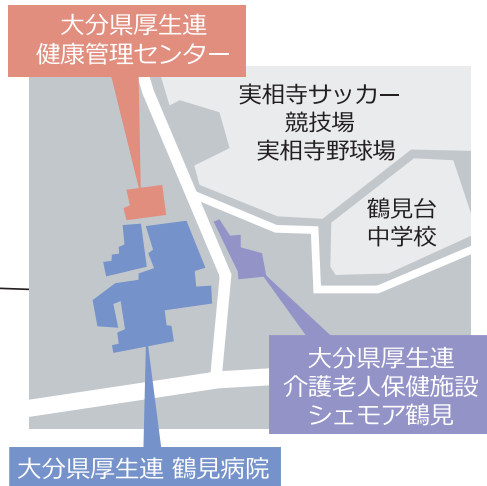 大分県厚生連
健康管理センター
実相寺サッカー
競技場
実相寺野球場
鶴見台
中学校
大分県厚生連
介護老人保健施設
シェモア鶴見
大分県厚生連 鶴見病院